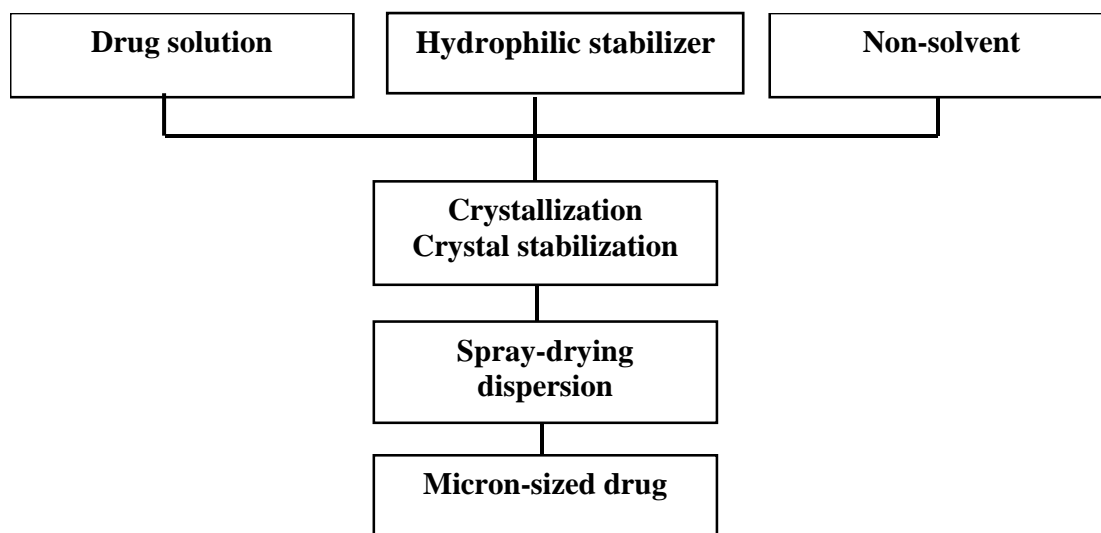 Drug solution
Hydrophilic stabilizer
Non-solvent
Crystallization
Crystal stabilization
Spray-drying
dispersion
Micron-sized drug